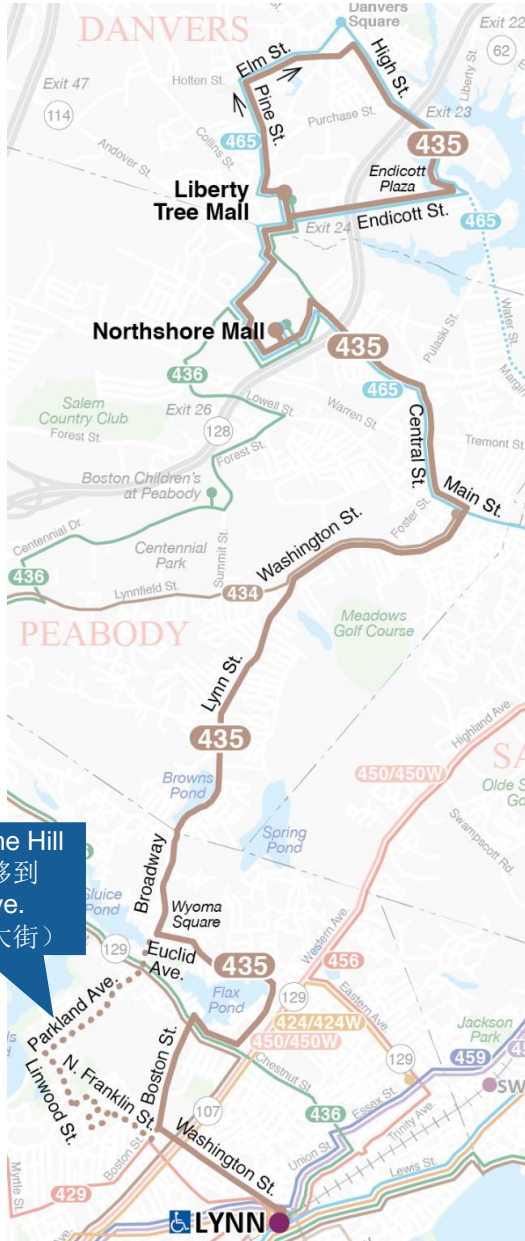 DANVERS
Danvers
Square
Exit 22
62
Liberty St.
Elm St.
High St.
Exit 47
114
Holten St.
Pine St.
Purchase St.
Exit 23
Collins St.
465
Andover St.
435
Endicott
Plaza
Liberty
Tree Mall
Endicott St.
465
Exit 24
Northshore Mall
435
Pulaski St.
Water St.
436
465
Salem
Country Club
Forest St.
Exit 26
128
Lowell St.
Warren St.
Central St.
Tremont St.
Forest St.
Main St.
Boston Children's
at Peabody
Foster St.
Washington St.
Centennial Dr.
Centennial
Park
Summit St.
436
Lynnfield St.
434
PEABODY
Meadows
Golf Course
Lynn St.
435
Highland Ave.
450/450W
Browns
Pond
Spring
Pond
Swampscott Rd.
Broadway
Wyoma
Square
129
Euclid
Ave.
435
Flax
Pond
Western Ave.
456
129
Eastern Ave.
Parkland Ave.
424/424W
450/450W
Jackson
Park
Boston St.
Chestnut St.
129
459
N. Franklin St.
Linwood St.
107
436
Essex St.
Trinity Ave.
Washington St.
Boston St.
Union St.
Lewis St.
Myrtle St.
429
LYNN